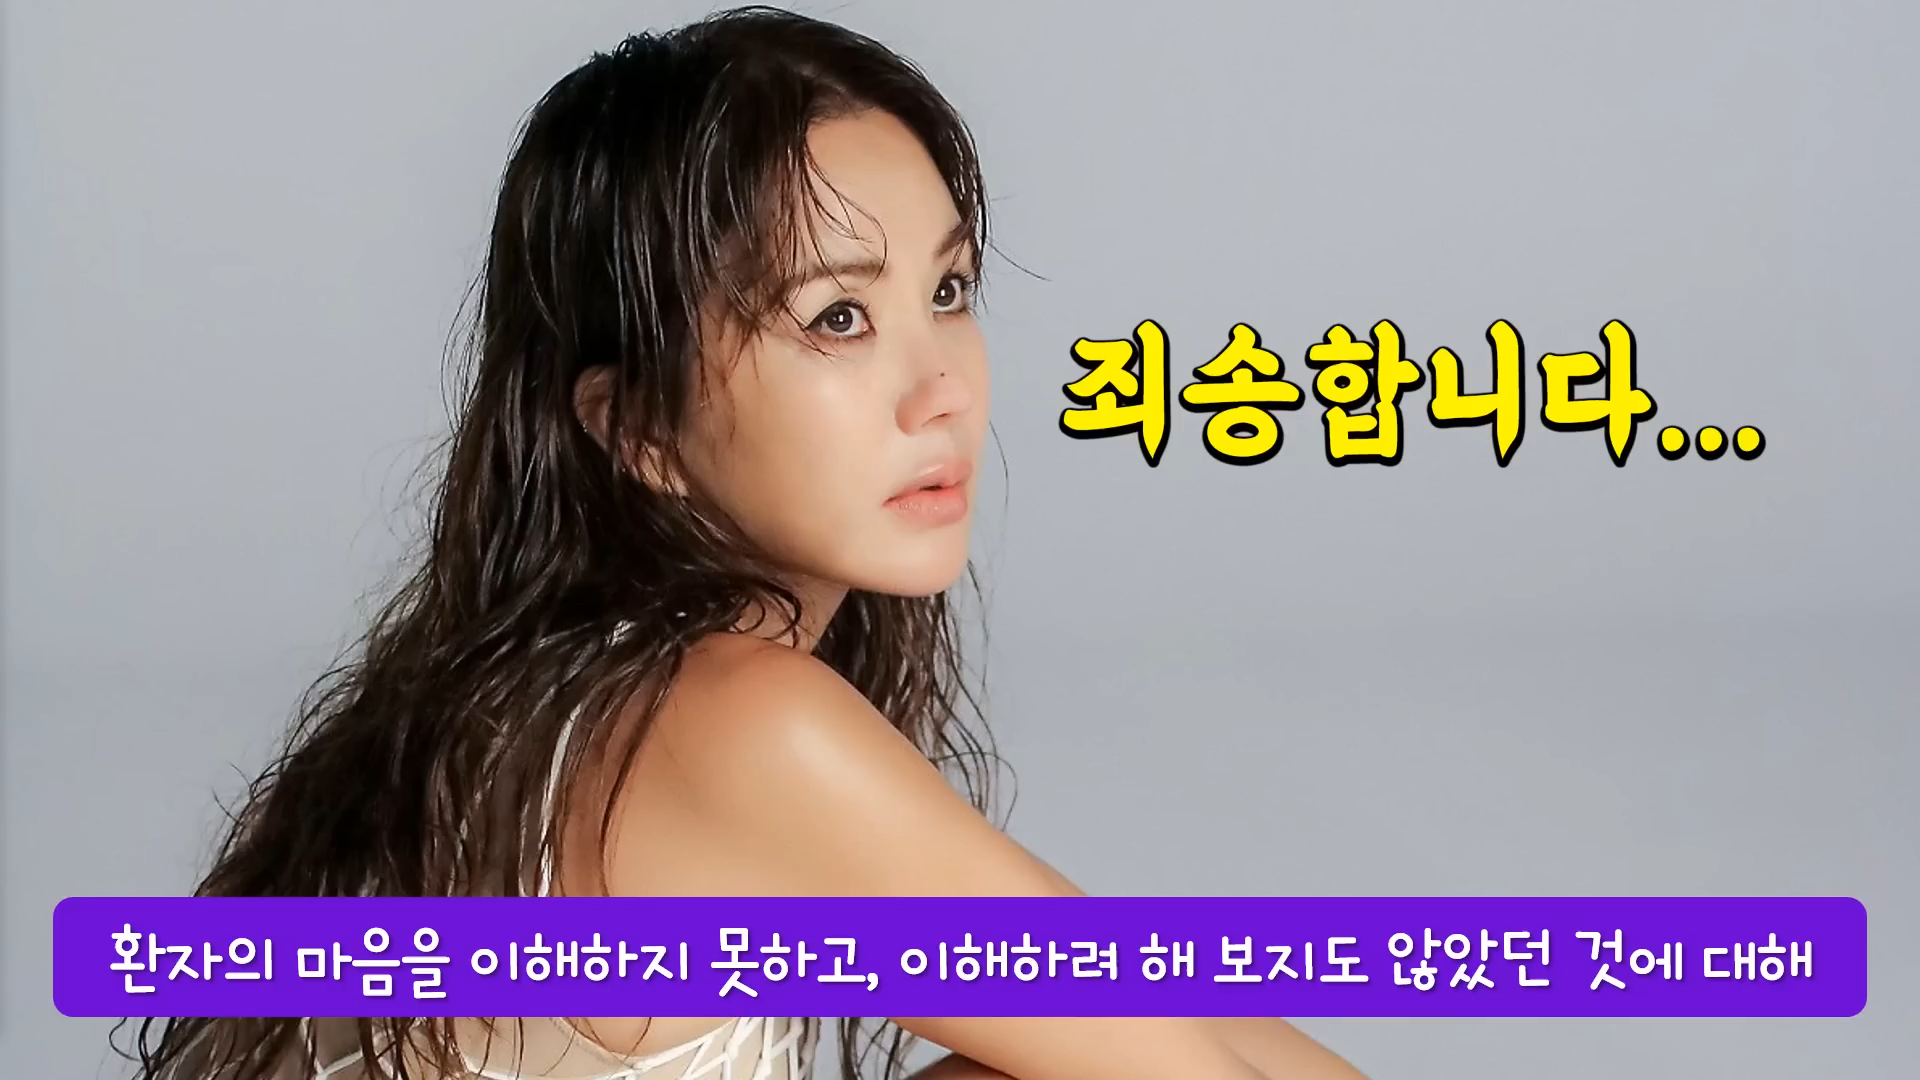 죄송합니다...
환자의 마음을 이해하지 못하고, 이해하려 해 보지도 않았던 것에 대해